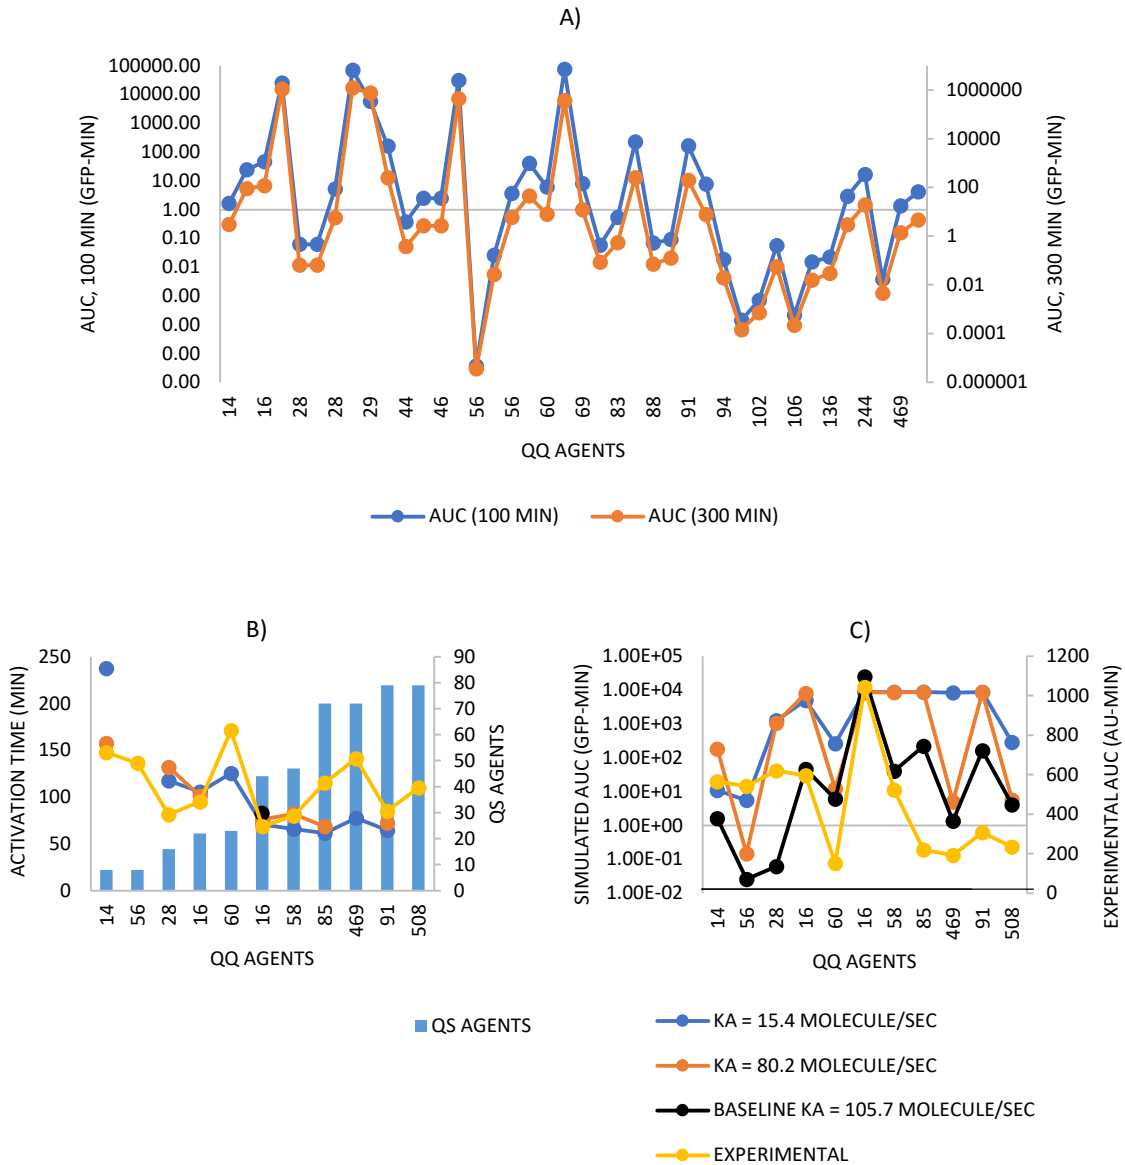 A)
100000.00
10000.00
1000.00
100.00
10.00
1.00
0.10
0.01
0.00
0.00
0.00
0.00
AUC, 100 MIN (GFP-MIN)
1000000
10000
100
1
0.01
0.0001
0.000001
AUC, 300 MIN (GFP-MIN)
14 16 28 28 29 44 46 56 56 60 69 83 88 91 94 102 106 136 244 469
QQ AGENTS
AUC (100 MIN) AUC (300 MIN)
B)
250
200
150
100
50
0
ACTIVATION TIME (MIN)
90
80
70
60
50
40
30
20
10
0
QS AGENTS
14 56 28 16 60 16 58 85 469 91 508
QQ AGENTS
QS AGENTS
C)
1.00E+05
1.00E+04
1.00E+03
1.00E+02
1.00E+01
1.00E+00
1.00E-01
1.00E-02
SIMULATED AUC (GFP-MIN)
1200
1000
800
600
400
200
0
EXPERIMENTAL AUC (AU-MIN)
14 56 28 16 60 16 58 85 469 91 508
QQ AGENTS
KA = 15.4 MOLECULE/SEC
KA = 80.2 MOLECULE/SEC
BASELINE KA = 105.7 MOLECULE/SEC
EXPERIMENTAL